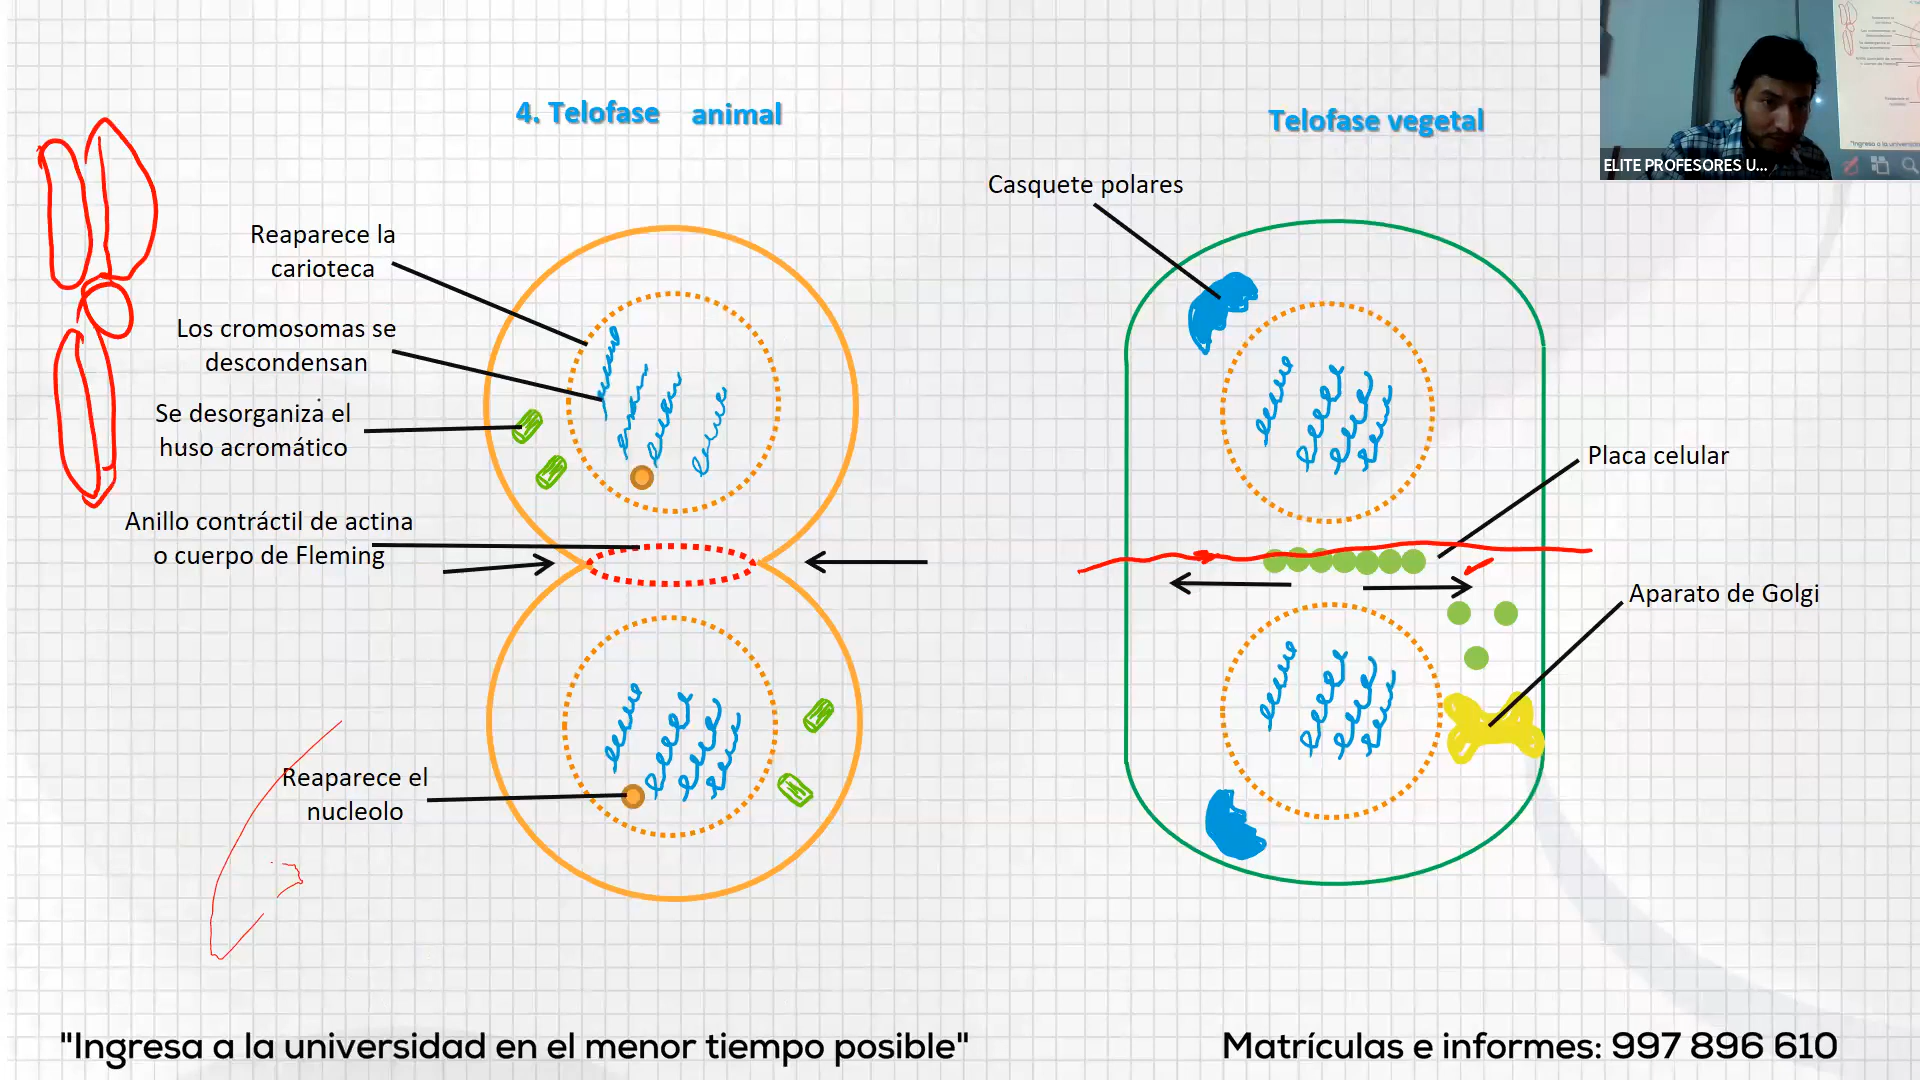 4. Telofase animal
Telofase vegetal
ELITE PROFESORES U...
Casquete polares
Reaparece la
carioteca
Los cromosomas se
descondensan
Se desorganiza el
huso acromático
Anillo contráctil de actina
o cuerpo de Fleming
Placa celular
Aparato de Golgi
Reaparece el
nucleolo
"Ingresa a la universidad en el menor tiempo posible"
Matrículas e informes: 997 896 610